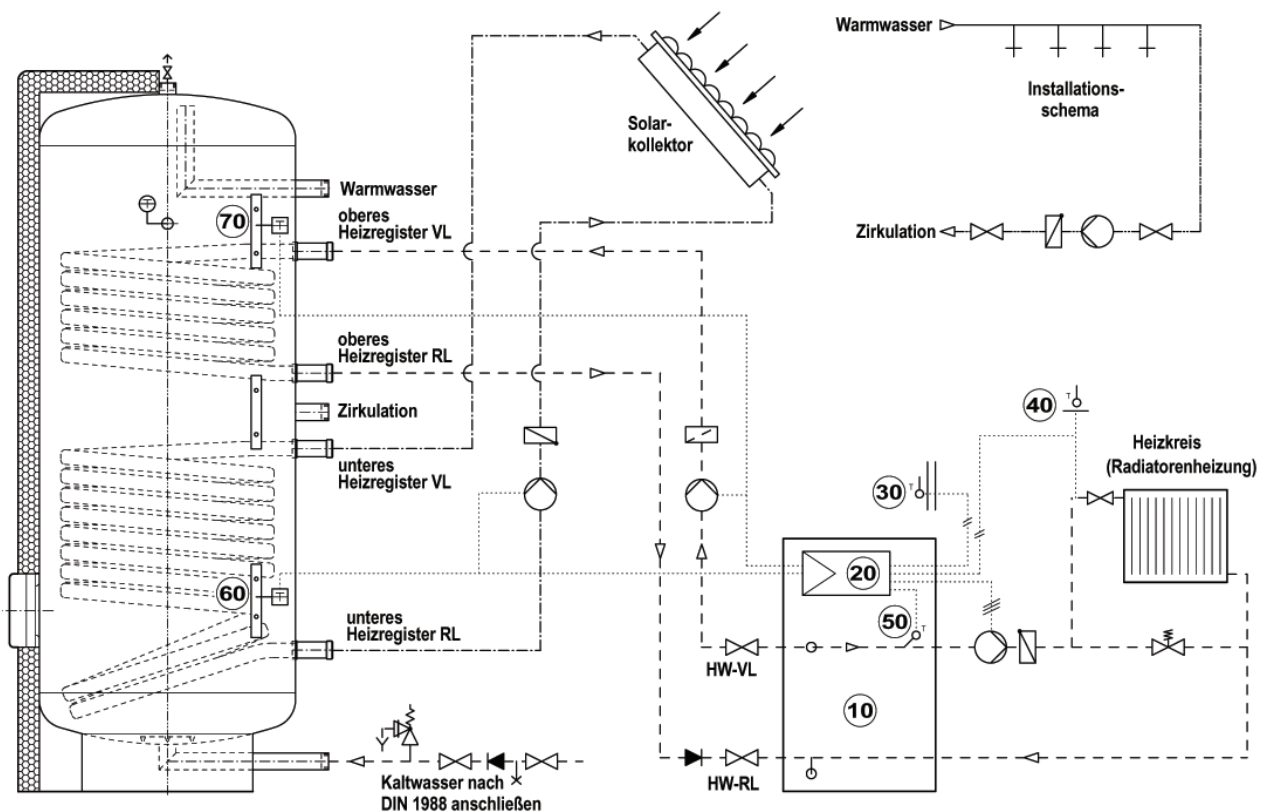 Warmwasser
Installations-
schema
Solar-
kollektor
Warmwasser
70
oberes
Heizregister VL
Zirkulation
oberes
Heizregister RL
Zirkulation
40
T
Heizkreis
(Radiatorenheizung)
unteres
Heizregister VL
30
T
20
60
50
T
unteres
Heizregister RL
HW-VL
10
HW-RL
Kaltwasser nach
DIN 1988 anschließen